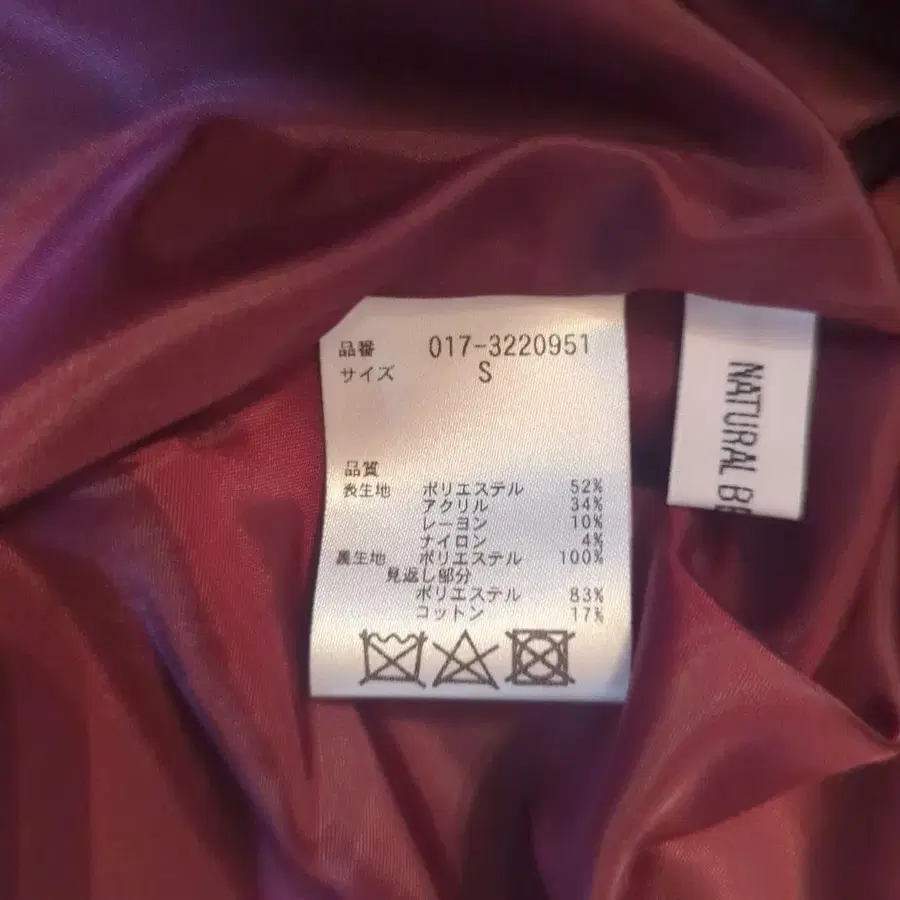 品番 017-3220951
サイズ S
品質
表生地 ポリエステル 52%
アクリル 34%
レーヨン 10%
ナイロン 4%
裏生地 ポリエステル 100%
見返し部分
ポリエステル 83%
コットン 17%
NATURAL